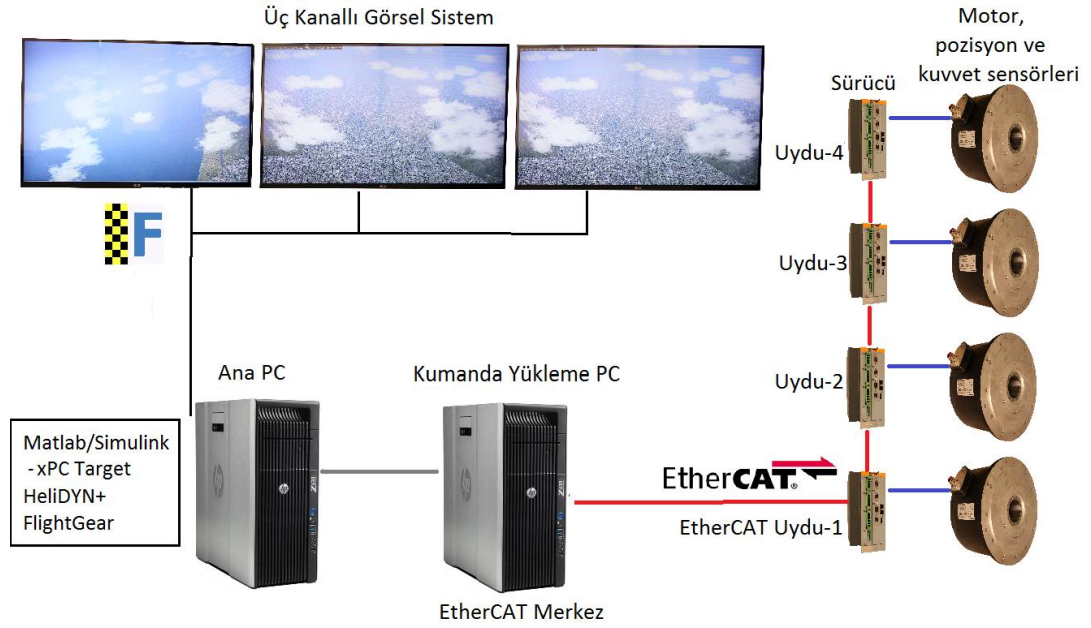 Üç Kanallı Görsel Sistem
Motor,
pozisyon ve
kuvvet sensörleri
Sürücü
Uydu-4
F
Uydu-3
Ana PC
Kumanda Yükleme PC
Uydu-2
Matlab/Simulink
- xPC Target
HeliDYN+
FlightGear
EtherCAT
EtherCAT Uydu-1
EtherCAT Merkez